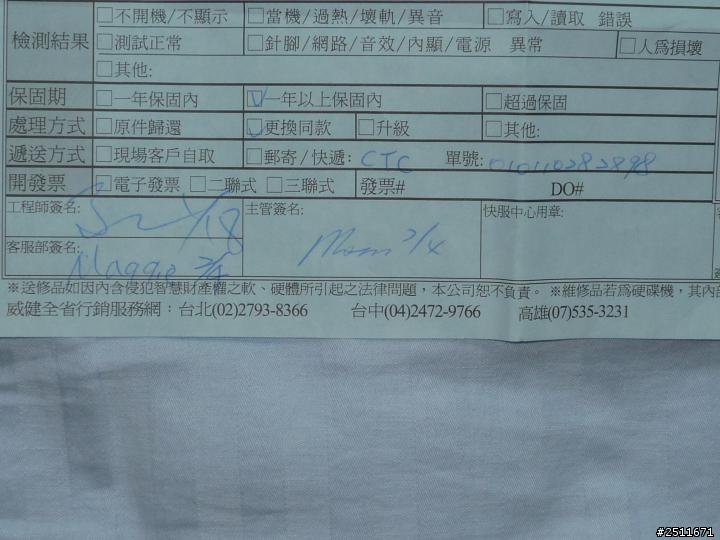 □不開機/不顯示 □當機/過熱/壞軌/異音 □寫入/讀取 錯誤
檢測結果 □測試正常 □針腳/網路/音效/內顯/電源 異常 □人為損壞
□其他:
保固期 □一年保固內 ☑一年以上保固內 □超過保固
處理方式 □原件歸還 ☑更換同款 □升級 □其他:
遞送方式 □現場客戶自取 □郵寄/快遞: CTC 單號:
開發票 □電子發票 □二聯式 □三聯式 發票# DO#
工程師簽名: 主管簽名: 3/4 快服中心用章:
客服部簽名: Maggie 3/4
※送修品如因內含侵犯智慧財產權之軟、硬體所引起之法律問題，本公司恕不負責。 ※維修品若為硬碟機，其內
威健全省行銷服務網：台北(02)2793-8366 台中(04)2472-9766 高雄(07)535-3231
#2511671